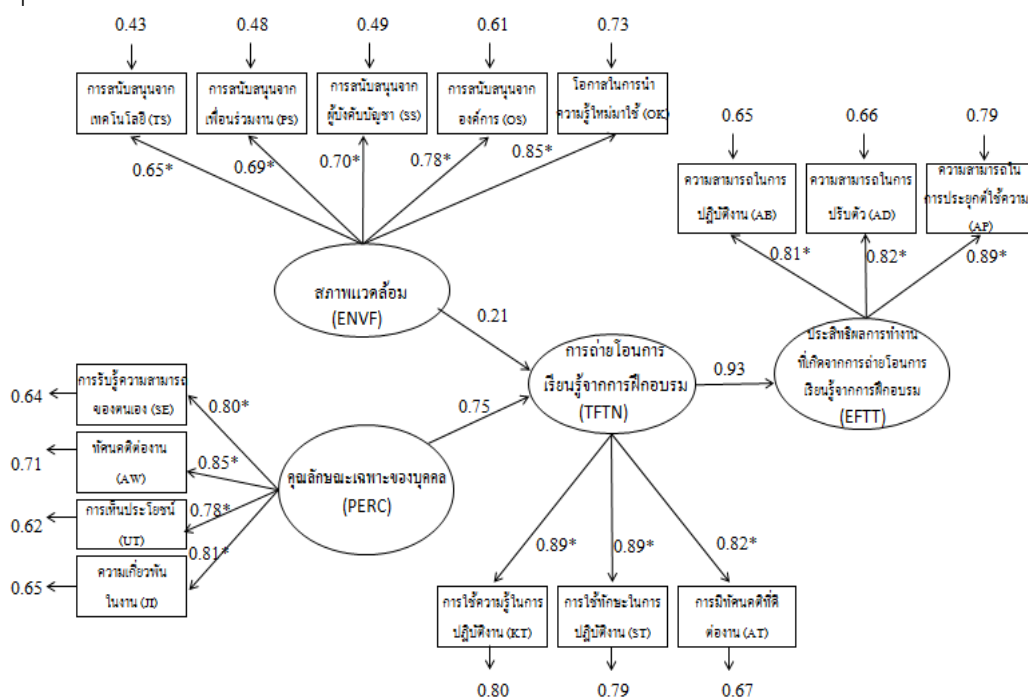 0.43 0.48 0.49 0.61 0.73
การสนับสนุนจาก
เทคโนโลยี (TS)
การสนับสนุนจาก
เพื่อนร่วมงาน (PS)
การสนับสนุนจาก
ผู้บังคับบัญชา (SS)
การสนับสนุนจาก
องค์การ (OS)
โอกาสในการนำ
ความรู้ใหม่มาใช้ (OK)
0.65* 0.69* 0.70* 0.78* 0.85*
0.65 0.66 0.79
ความสามารถในการ
ปฏิบัติงาน (AB)
ความสามารถในการ
ปรับตัว (AD)
ความสามารถใน
การประยุกต์ใช้ความ
(AP)
0.81* 0.82* 0.89*
สภาพแวดล้อม
(ENVF)
0.21
การถ่ายโอนการ
เรียนรู้จากการฝึกอบรม
(TFTN)
0.93
ประสิทธิผลการทำงาน
ที่เกิดจากการถ่ายโอนการ
เรียนรู้จากการฝึกอบรม
(EFTT)
0.64
การรับรู้ความสามารถ
ของตนเอง (SE)
0.80*
0.71
ทัศนคติต่องาน
(AW)
0.85*
0.62
การเห็นประโยชน์
(UT)
0.78*
0.65
ความเกี่ยวพัน
ในงาน (JI)
0.81*
คุณลักษณะเฉพาะของบุคคล
(PERC)
0.75
0.89* 0.89* 0.82*
การใช้ความรู้ในการ
ปฏิบัติงาน (KT)
การใช้ทักษะในการ
ปฏิบัติงาน (ST)
การมีทัศนคติที่ดี
ต่องาน (AT)
0.80 0.79 0.67